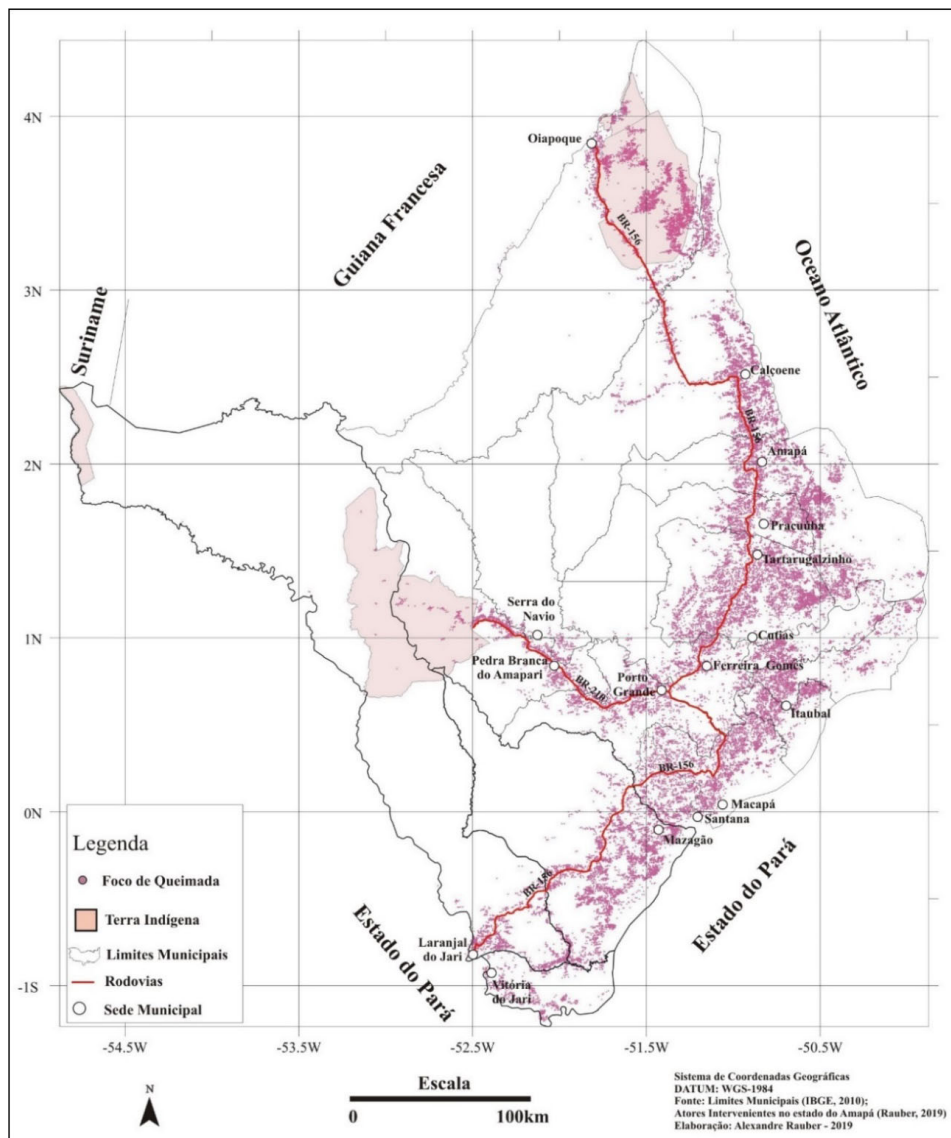 4N
3N
2N
1N
0N
-1S
-54.5W
-53.5W
-52.5W
-51.5W
-50.5W
Suriname
Guiana Francesa
Oceano Atlântico
Oiapoque
BR-156
Calçoene
BR-156
Amapá
Pracuúba
Tartarugalzinho
Serra do
Navio
Cutias
Pedra Branca
do Amapari
Ferreira Gomes
Porto
Grande
BR-210
Itaubal
BR-156
Macapá
Santana
Mazagão
BR-156
Estado do Pará
Estado do Pará
Laranjal
do Jari
Vitória
do Jari
Legenda
Foco de Queimada
Terra Indígena
Limites Municipais
Rodovias
Sede Municipal
N
Escala
0 100km
Sistema de Coordenadas Geográficas
DATUM: WGS-1984
Fonte: Limites Municipais (IBGE, 2010);
Atores Intervenientes no estado do Amapá (Rauber, 2019)
Elaboração: Alexandre Rauber - 2019